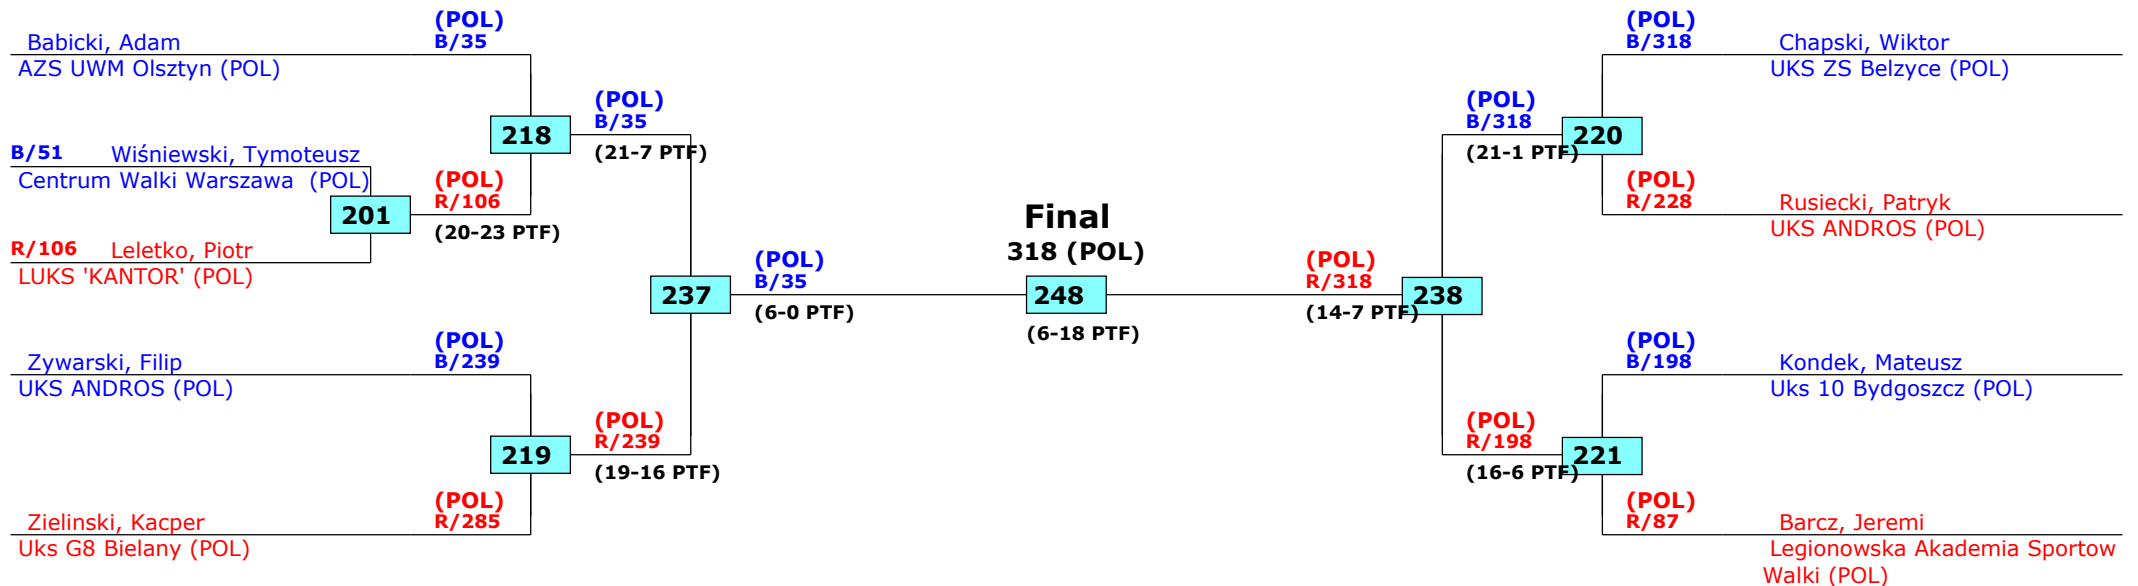 (POL)
B/35
Babicki, Adam
AZS UWM Olsztyn (POL)
B/51 Wiśniewski, Tymoteusz
Centrum Walki Warszawa (POL)
201
R/106 Leletko, Piotr
LUKS 'KANTOR' (POL)
(POL)
R/106
(20-23 PTF)
218
(POL)
B/35
(21-7 PTF)
(POL)
B/239
Zywarski, Filip
UKS ANDROS (POL)
219
(POL)
R/239
(19-16 PTF)
(POL)
R/285
Zielinski, Kacper
Uks G8 Bielany (POL)
237
(POL)
B/35
(6-0 PTF)
Final
318 (POL)
248
(6-18 PTF)
(POL)
R/318
(14-7 PTF)
238
(POL)
B/318
(21-1 PTF)
220
(POL)
B/318
Chapski, Wiktor
UKS ZS Belzyce (POL)
(POL)
R/228
Rusiecki, Patryk
UKS ANDROS (POL)
(POL)
R/198
(16-6 PTF)
221
(POL)
B/198
Kondek, Mateusz
Uks 10 Bydgoszcz (POL)
(POL)
R/87
Barcz, Jeremi
Legionowska Akademia Sportow
Walki (POL)